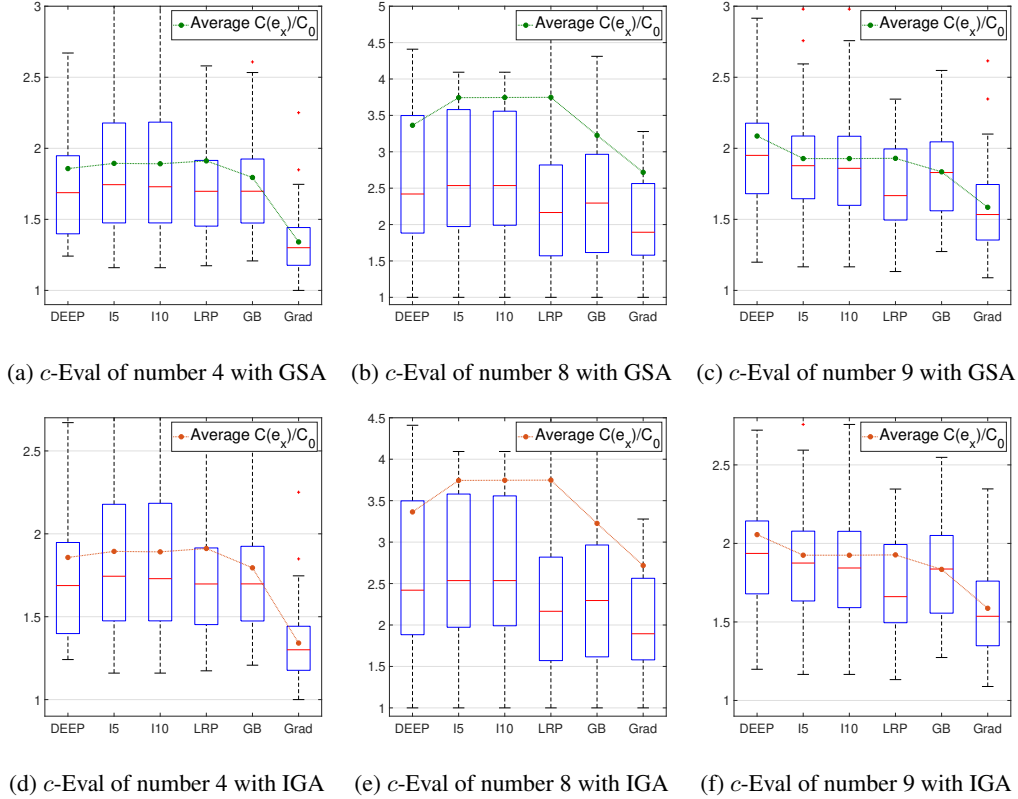 Average C(e_x)/C_0
3
2.5
2
1.5
1
DEEP I5 I10 LRP GB Grad
Average C(e_x)/C_0
5
4.5
4
3.5
3
2.5
2
1.5
1
DEEP I5 I10 LRP GB Grad
Average C(e_x)/C_0
3
2.5
2
1.5
1
DEEP I5 I10 LRP GB Grad
(a) c-Eval of number 4 with GSA
(b) c-Eval of number 8 with GSA
(c) c-Eval of number 9 with GSA
Average C(e_x)/C_0
2.5
2
1.5
1
DEEP I5 I10 LRP GB Grad
Average C(e_x)/C_0
4.5
4
3.5
3
2.5
2
1.5
1
DEEP I5 I10 LRP GB Grad
Average C(e_x)/C_0
2.5
2
1.5
1
DEEP I5 I10 LRP GB Grad
(d) c-Eval of number 4 with IGA
(e) c-Eval of number 8 with IGA
(f) c-Eval of number 9 with IGA